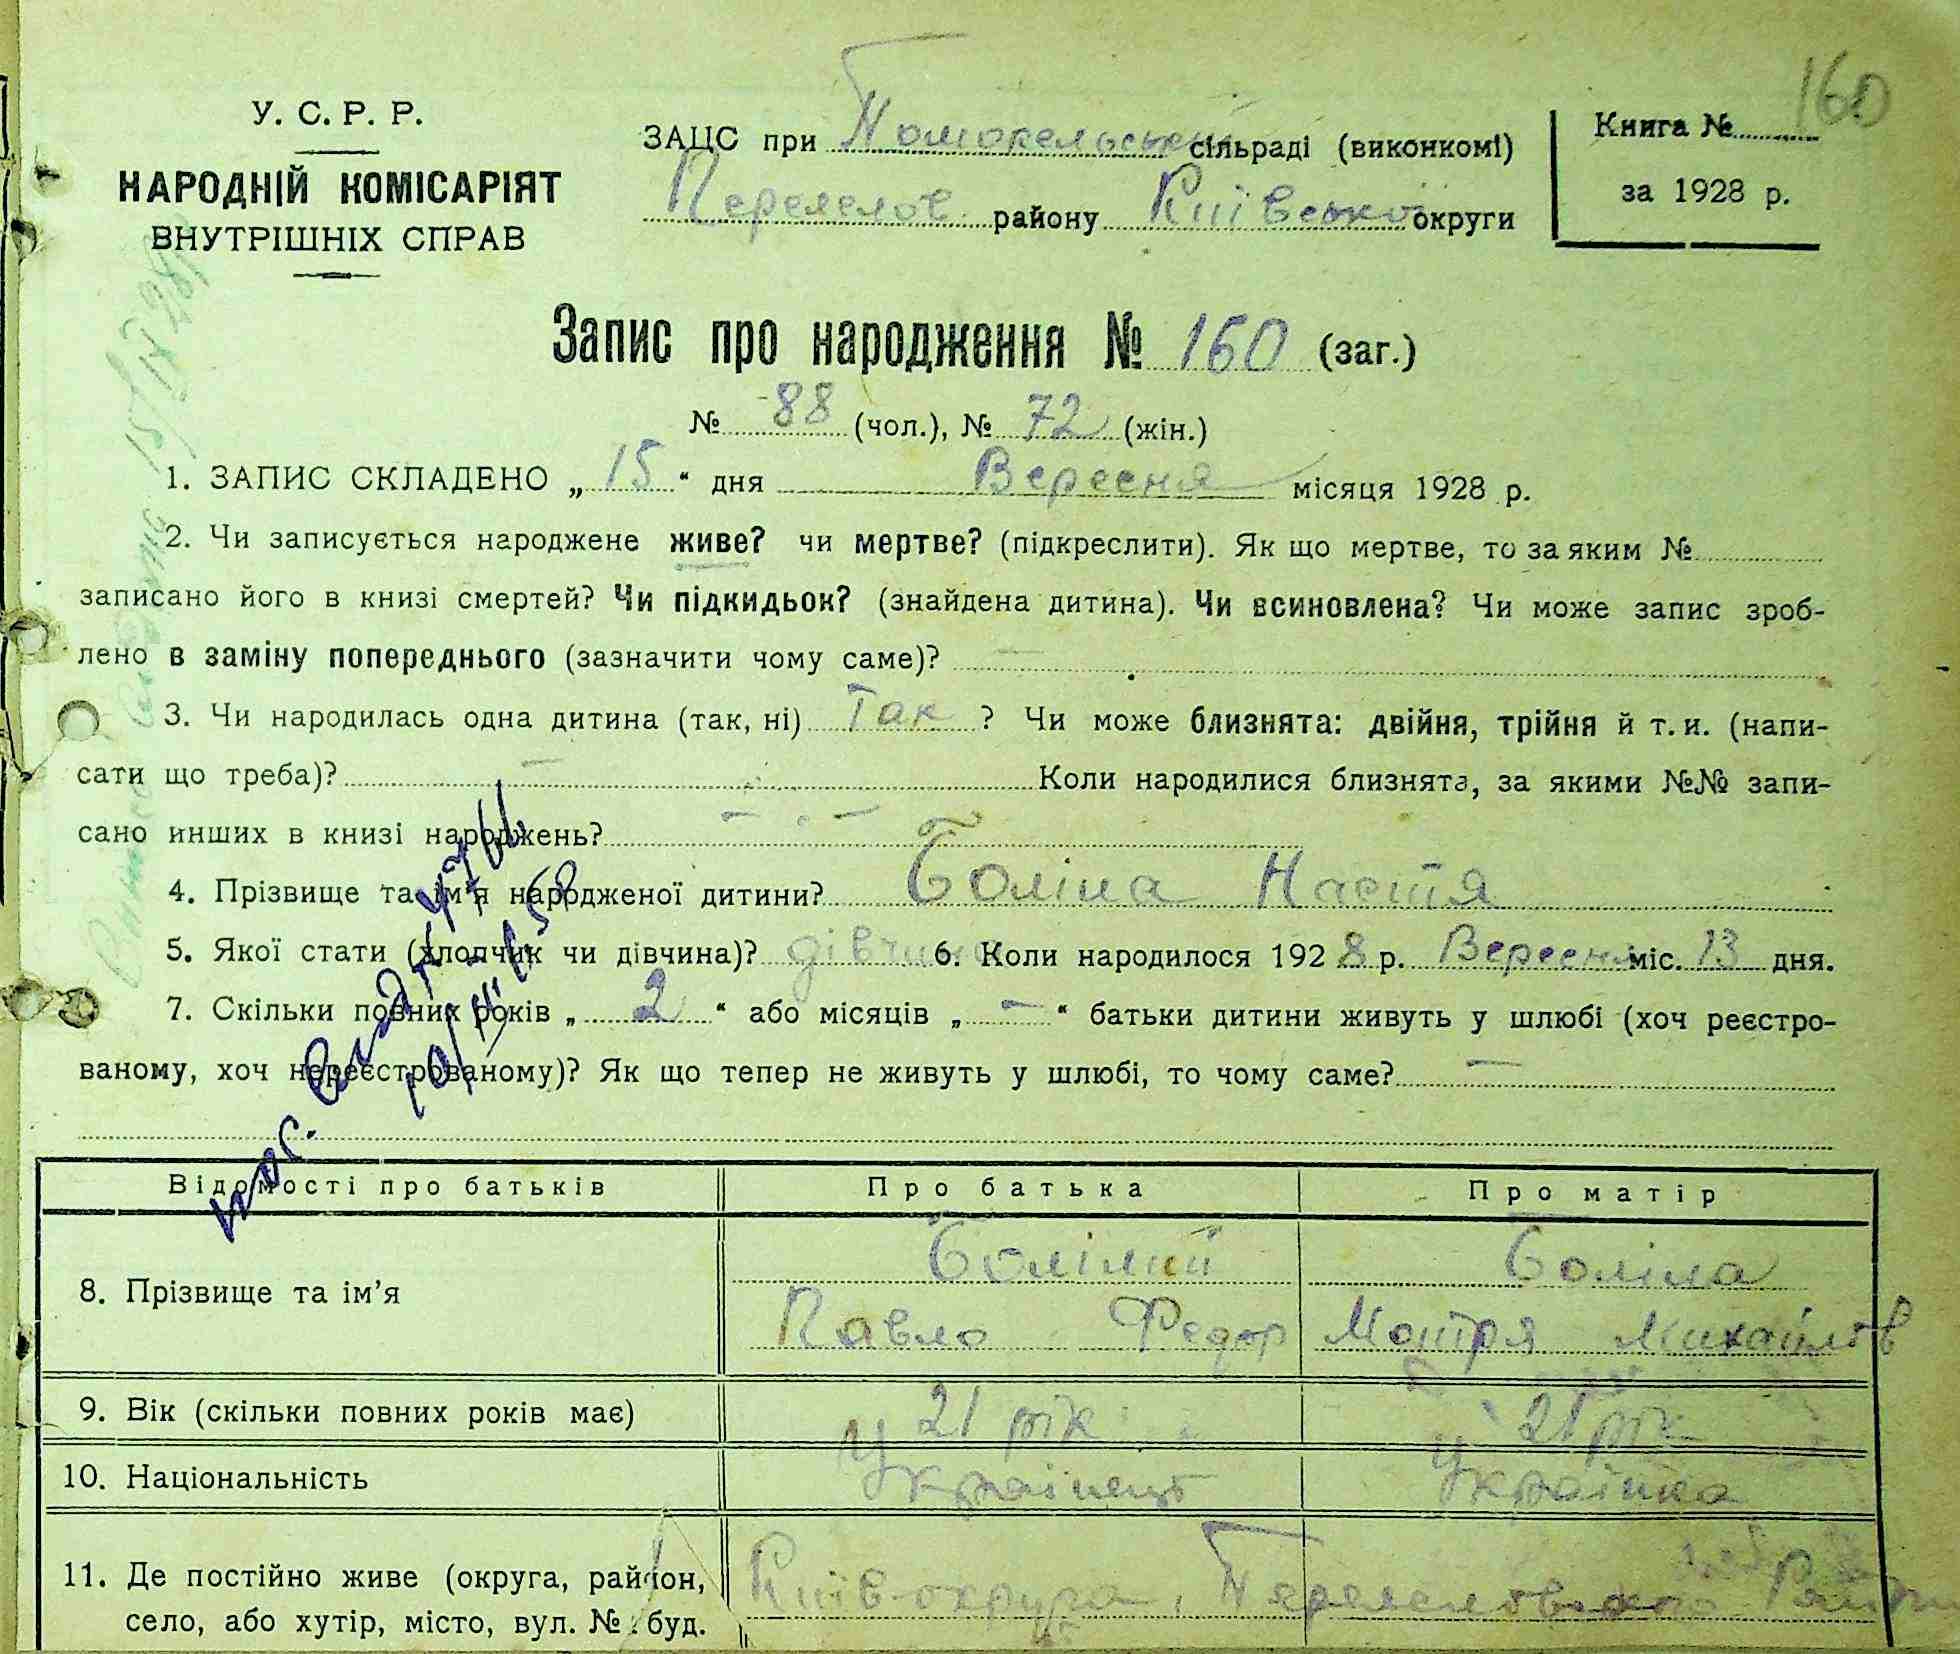 160
У. С. Р. Р.
НАРОДНІЙ КОМІСАРІЯТ
ВНУТРІШНІХ СПРАВ
ЗАЦС при сільраді (виконкомі)
району Київської округи
Книга №
за 1928 р.
Запис про народження № 160 (заг.)
№ 88 (чол.), № 72 (жін.)
1. ЗАПИС СКЛАДЕНО „ 15 “ дня Вересня місяця 1928 р.
2. Чи записується народжене живе? чи мертве? (підкреслити). Як що мертве, то за яким №
записано його в книзі смертей? Чи підкидьок? (знайдена дитина). Чи всиновлена? Чи може запис зроб-
лено в заміну попереднього (зазначити чому саме)? —
3. Чи народилась одна дитина (так, ні) Так ? Чи може близнята: двійня, трійня й т. и. (напи-
сати що треба)? — Коли народилися близнята, за якими №№ запи-
сано инших в книзі народжень? — —
4. Прізвище та ім'я народженої дитини? Боліла Настя
5. Якої стати (хлопчик чи дівчина)? дівчина 6. Коли народилося 1928 р. Вересня міс. 13 дня.
7. Скільки повних років „ 2 “ або місяців „ — “ батьки дитини живуть у шлюбі (хоч реєстро-
ваному, хоч нереєстрованому)? Як що тепер не живуть у шлюбі, то чому саме? —
Відомості про батьків Про батька Про матір
8. Прізвище та ім'я Болілий Боліла
Павло Федор Мотря Михайлов
9. Вік (скільки повних років має) 21 рік 21 рік
10. Національність Українець Українка
11. Де постійно живе (округа, район, Київ округа,
село, або хутір, місто, вул. № буд.